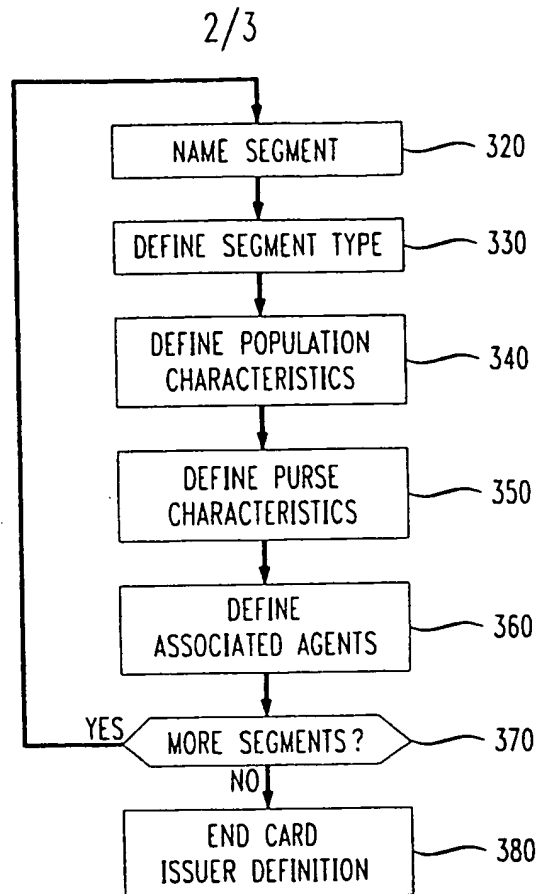 2/3
NAME SEGMENT
320
DEFINE SEGMENT TYPE
330
DEFINE POPULATION
CHARACTERISTICS
340
DEFINE PURSE
CHARACTERISTICS
350
DEFINE
ASSOCIATED AGENTS
360
YES
MORE SEGMENTS?
370
NO
END CARD
ISSUER DEFINITION
380